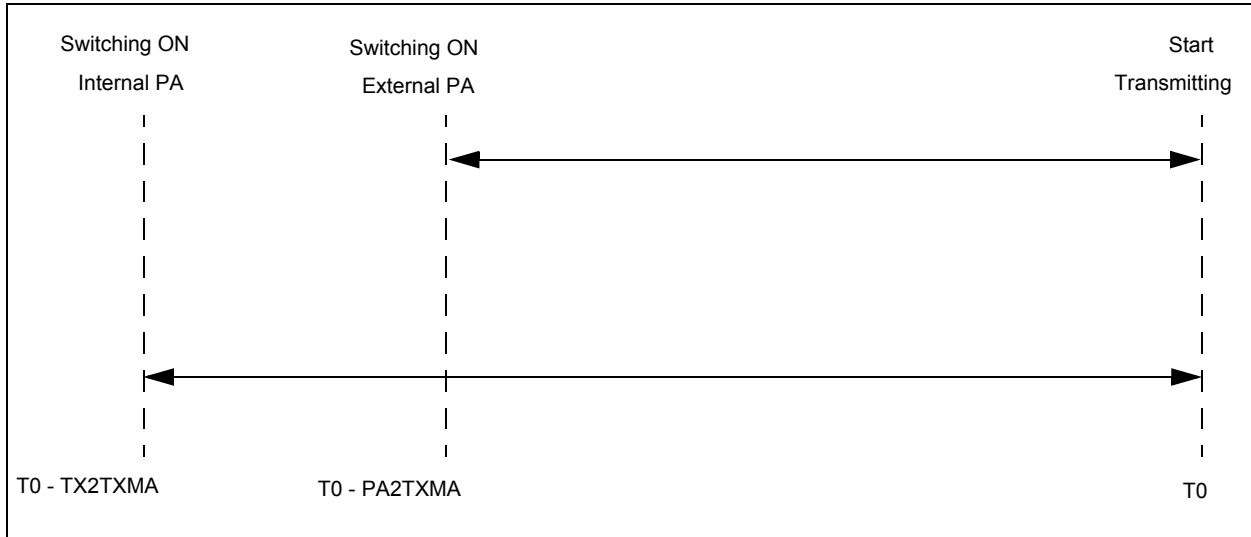 Switching ON
Internal PA
Switching ON
External PA
Start
Transmitting
T0 - TX2TXMA
T0 - PA2TXMA
T0